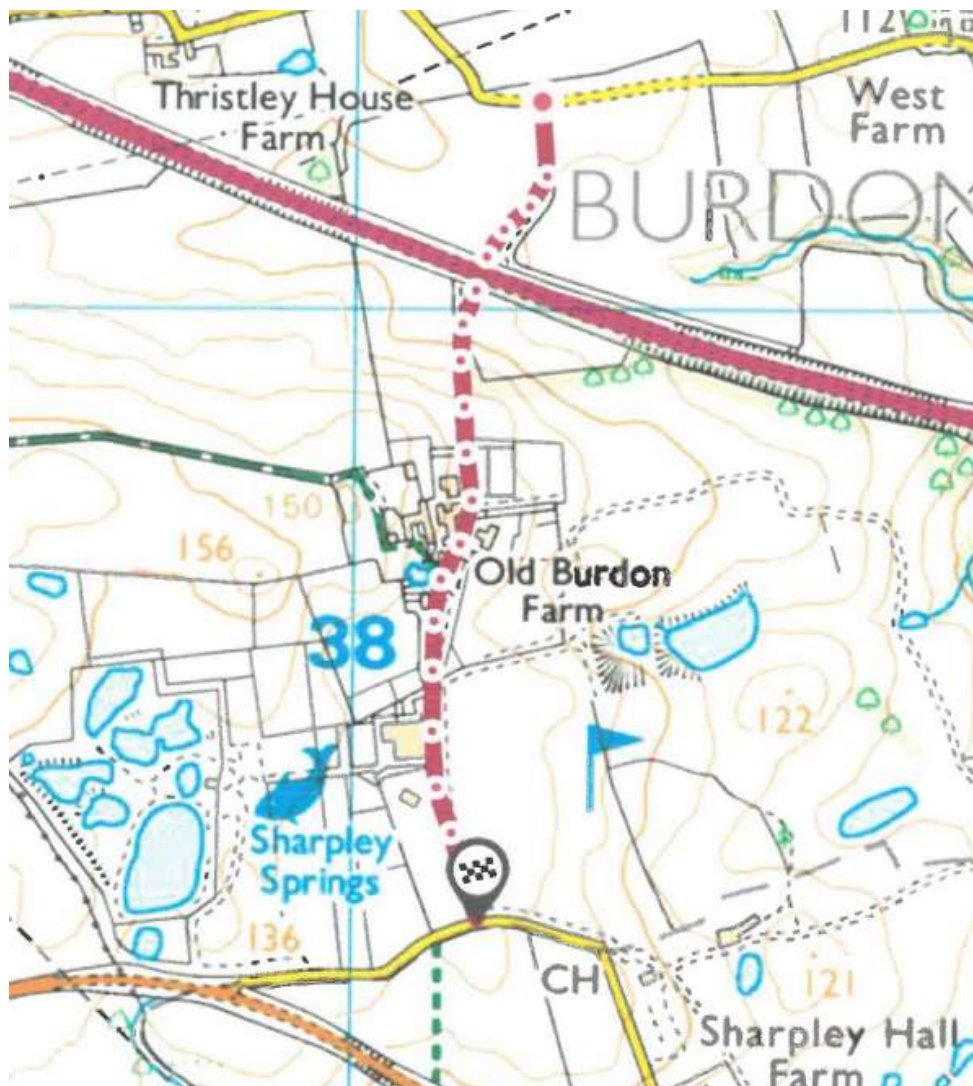 112
Thristley House
Farm
West
Farm
BURDON
150
156
Old Burdon
Farm
38
122
Sharpley
Springs
136
CH
121
Sharpley Hall
Farm